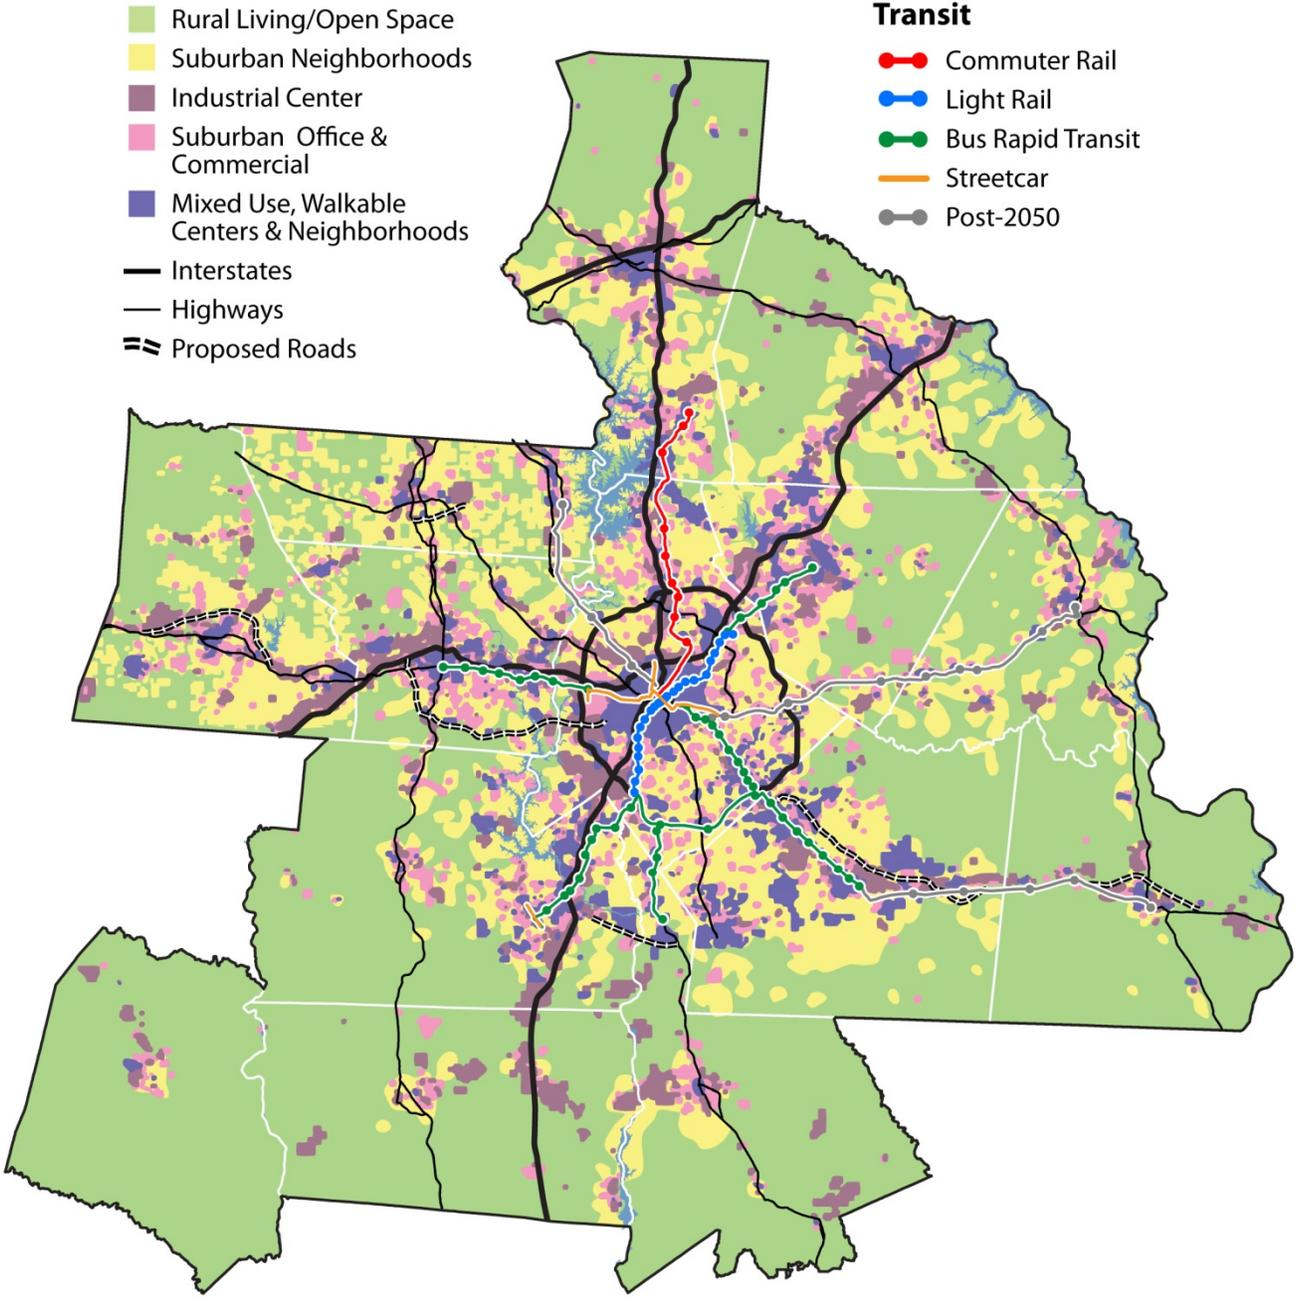 Rural Living/Open Space
Suburban Neighborhoods
Industrial Center
Suburban Office &
Commercial
Mixed Use, Walkable
Centers & Neighborhoods
Interstates
Highways
Proposed Roads
Transit
Commuter Rail
Light Rail
Bus Rapid Transit
Streetcar
Post-2050